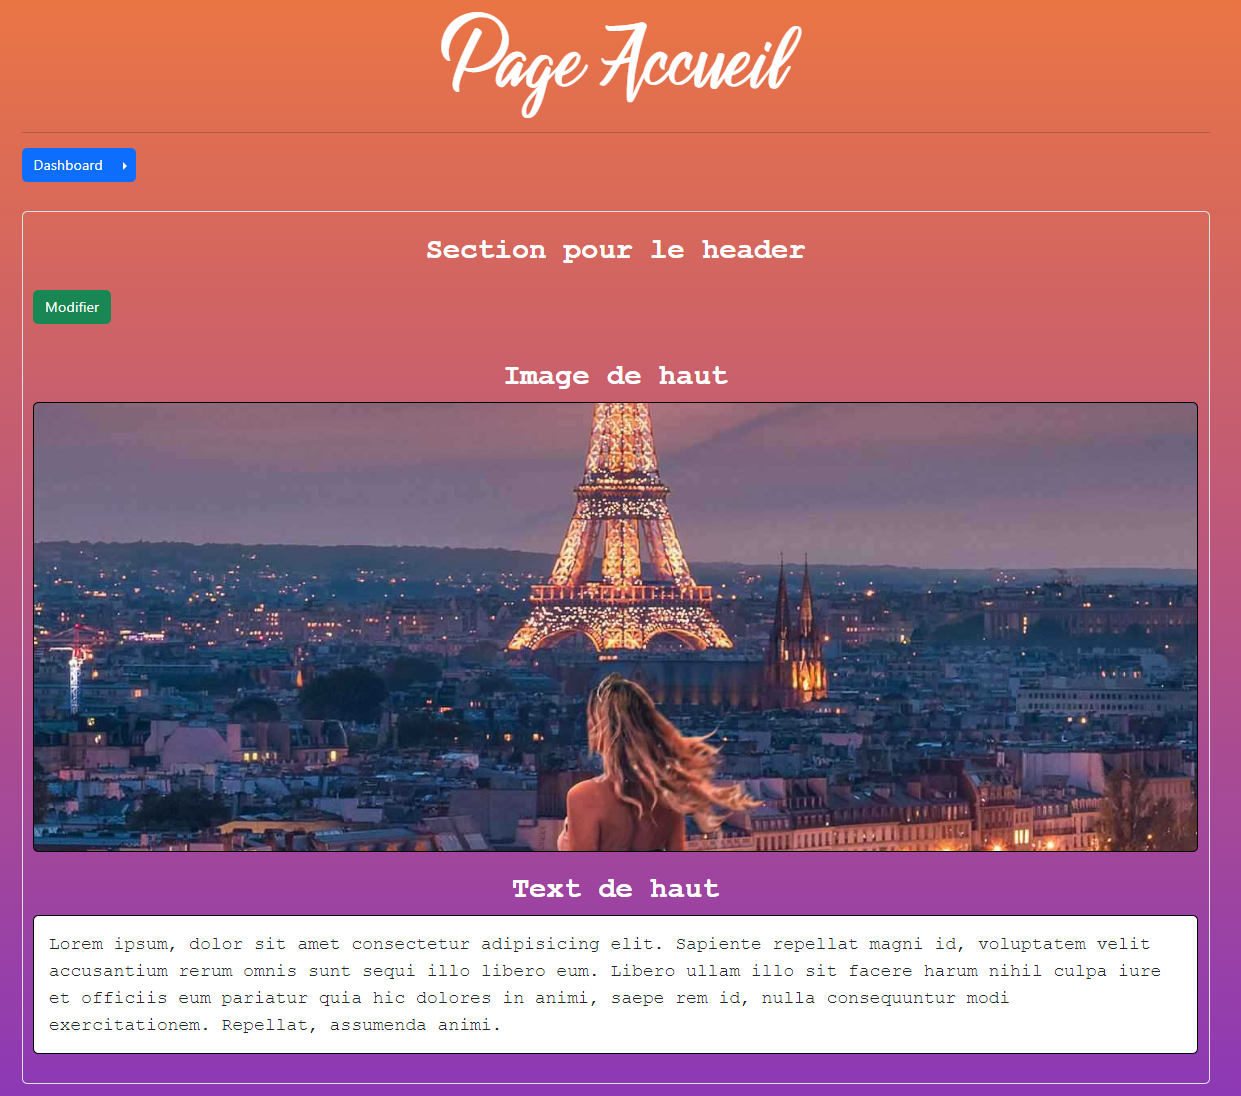 Page Accueil
Dashboard
Section pour le header
Modifier
Image de haut
Text de haut
Lorem ipsum, dolor sit amet consectetur adipisicing elit. Sapiente repellat magni id, voluptatem velit
accusantium rerum omnis sunt sequi illo libero eum. Libero ullam illo sit facere harum nihil culpa iure
et officiis eum pariatur quia hic dolores in animi, saepe rem id, nulla consequuntur modi
exercitationem. Repellat, assumenda animi.